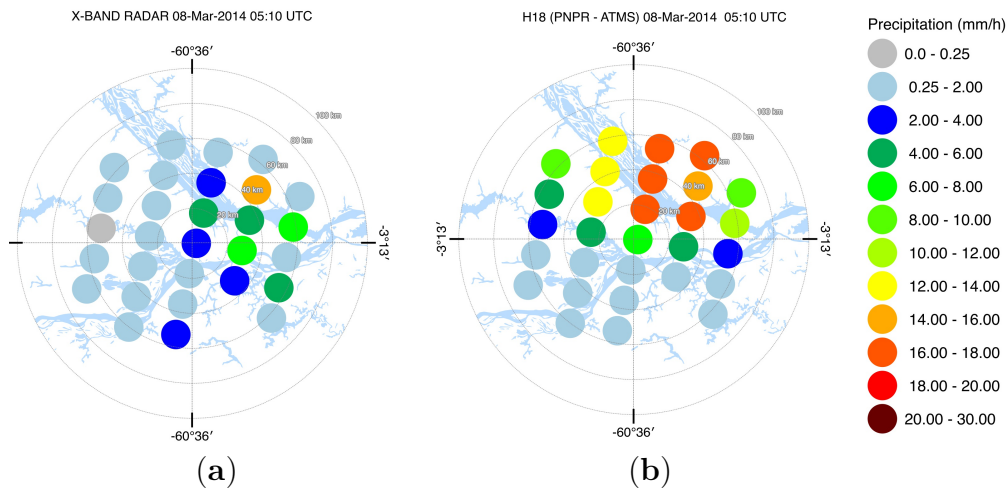 X-BAND RADAR 08-Mar-2014 05:10 UTC
-60°36′
100 km
80 km
60 km
40 km
20 km
-3°13′
-60°36′
(a)
H18 (PNPR - ATMS) 08-Mar-2014 05:10 UTC
-60°36′
100 km
80 km
60 km
40 km
20 km
-3°13′
-3°13′
-60°36′
(b)
Precipitation (mm/h)
0.0 - 0.25
0.25 - 2.00
2.00 - 4.00
4.00 - 6.00
6.00 - 8.00
8.00 - 10.00
10.00 - 12.00
12.00 - 14.00
14.00 - 16.00
16.00 - 18.00
18.00 - 20.00
20.00 - 30.00